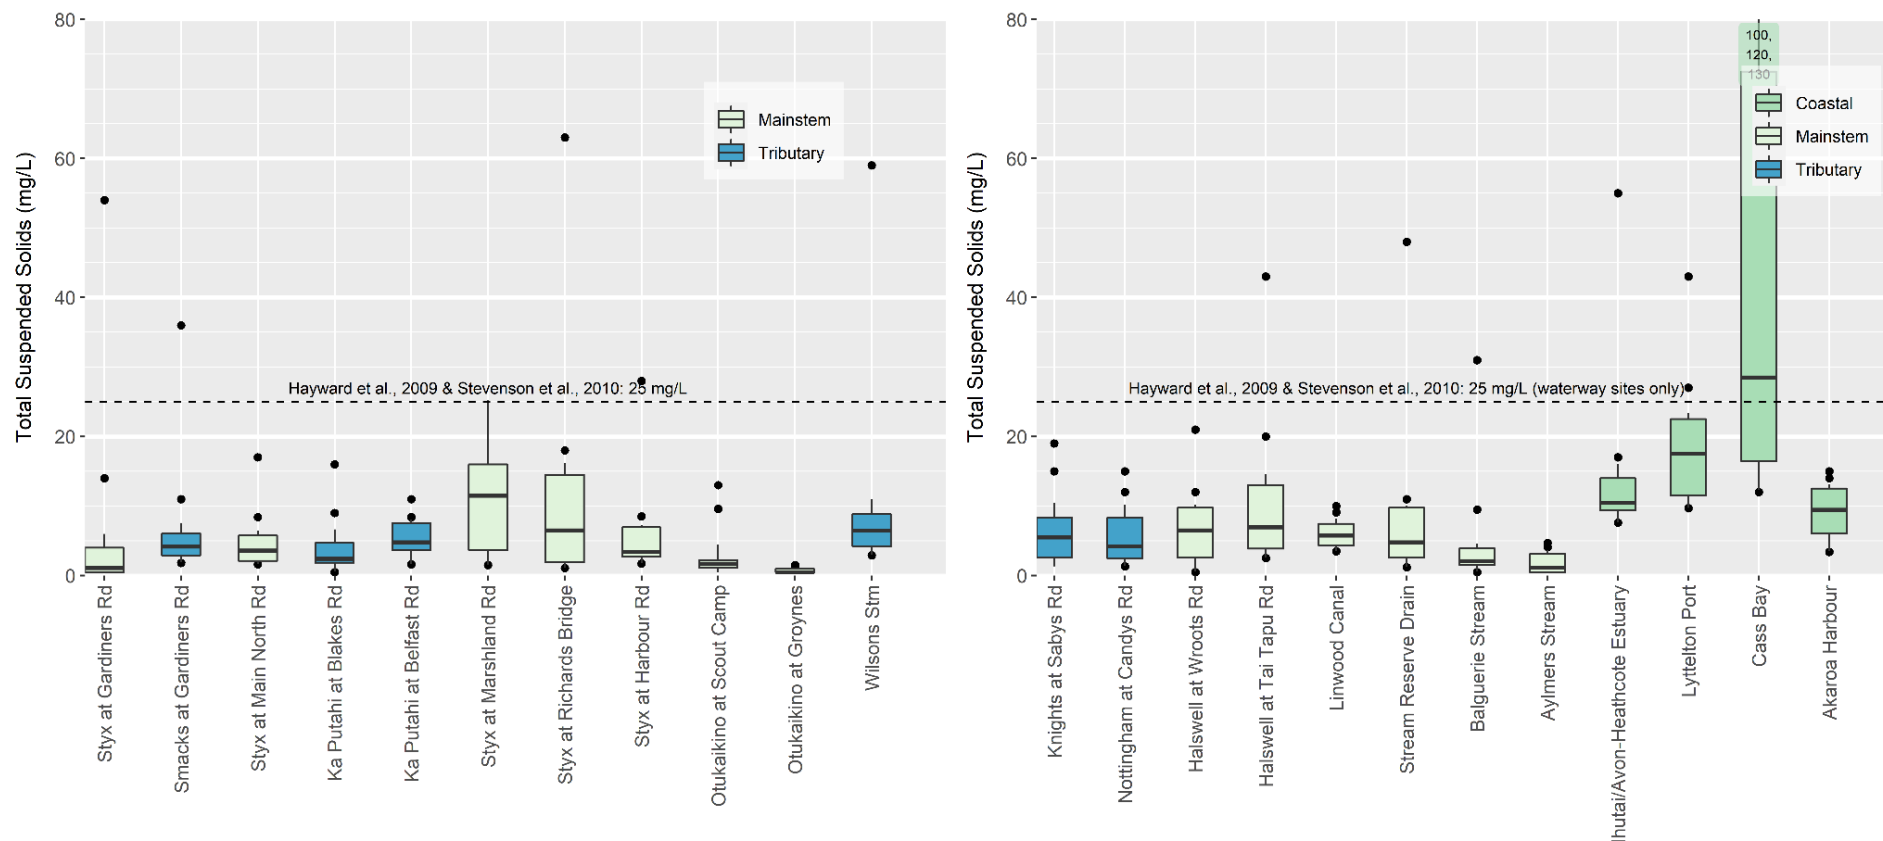 Total Suspended Solids (mg/L)
80
60
40
20
0
Mainstem
Tributary
Hayward et al., 2009 & Stevenson et al., 2010: 25 mg/L
Styx at Gardiners Rd
Smacks at Gardiners Rd
Styx at Main North Rd
Ka Putahi at Blakes Rd
Ka Putahi at Belfast Rd
Styx at Marshland Rd
Styx at Richards Bridge
Styx at Harbour Rd
Otukaikino at Scout Camp
Otukaikino at Groynes
Wilsons Stm
Total Suspended Solids (mg/L)
80
60
40
20
0
100,
120,
130
Coastal
Mainstem
Tributary
Hayward et al., 2009 & Stevenson et al., 2010: 25 mg/L (waterway sites only)
Knights at Sabys Rd
Nottingham at Candys Rd
Halswell at Wroots Rd
Halswell at Tai Tapu Rd
Linwood Canal
Stream Reserve Drain
Balguerie Stream
Aylmers Stream
Ihutai/Avon-Heathcote Estuary
Lyttelton Port
Cass Bay
Akaroa Harbour